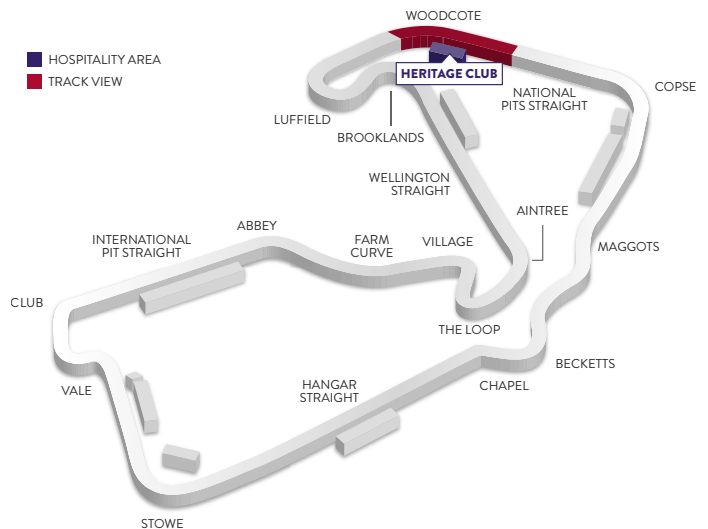 WOODCOTE
HOSPITALITY AREA
TRACK VIEW
HERITAGE CLUB
COPSE
NATIONAL
PITS STRAIGHT
LUFFIELD
BROOKLANDS
WELLINGTON
STRAIGHT
AINTREE
ABBEY
INTERNATIONAL
PIT STRAIGHT
FARM
CURVE
VILLAGE
MAGGOTS
CLUB
THE LOOP
BECKETTS
CHAPEL
VALE
HANGAR
STRAIGHT
STOWE